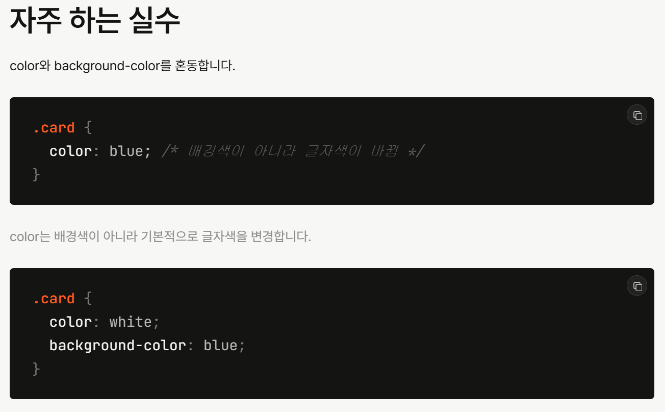 자주 하는 실수
color와 background-color를 혼동합니다.
.card {
color: blue; /* 배경색이 아니라 글자색이 바뀜 */
}
color는 배경색이 아니라 기본적으로 글자색을 변경합니다.
.card {
color: white;
background-color: blue;
}